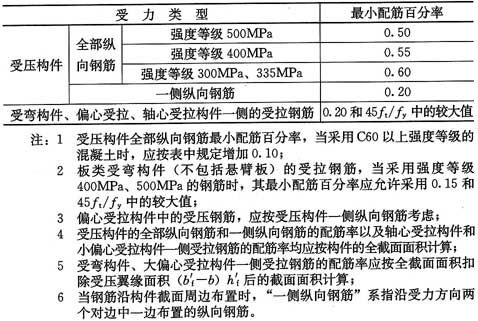 受 力 类 型 最小配筋百分率
受压构件 全部纵向钢筋 强度等级 500MPa 0.50
强度等级 400MPa 0.55
强度等级 300MPa、335MPa 0.60
一侧纵向钢筋 0.20
受弯构件、偏心受拉、轴心受拉构件一侧的受拉钢筋 0.20 和 45ft/fy 中的较大值
注：1 受压构件全部纵向钢筋最小配筋百分率，当采用 C60 以上强度等级的
混凝土时，应按表中规定增加 0.10；
2 板类受弯构件（不包括悬臂板）的受拉钢筋，当采用强度等级
400MPa、500MPa 的钢筋时，其最小配筋百分率应允许采用 0.15 和
45ft/fy 中的较大值；
3 偏心受拉构件中的受压钢筋，应按受压构件一侧纵向钢筋考虑；
4 受压构件的全部纵向钢筋和一侧纵向钢筋的配筋率以及轴心受拉构件和
小偏心受拉构件一侧受拉钢筋的配筋率均应按构件的全截面面积计算；
5 受弯构件、大偏心受拉构件一侧受拉钢筋的配筋率应按全截面面积扣
除受压翼缘面积（b′f−b）h′f 后的截面面积计算；
6 当钢筋沿构件截面周边布置时，“一侧纵向钢筋”系指沿受力方向两
个对边中一边布置的纵向钢筋。